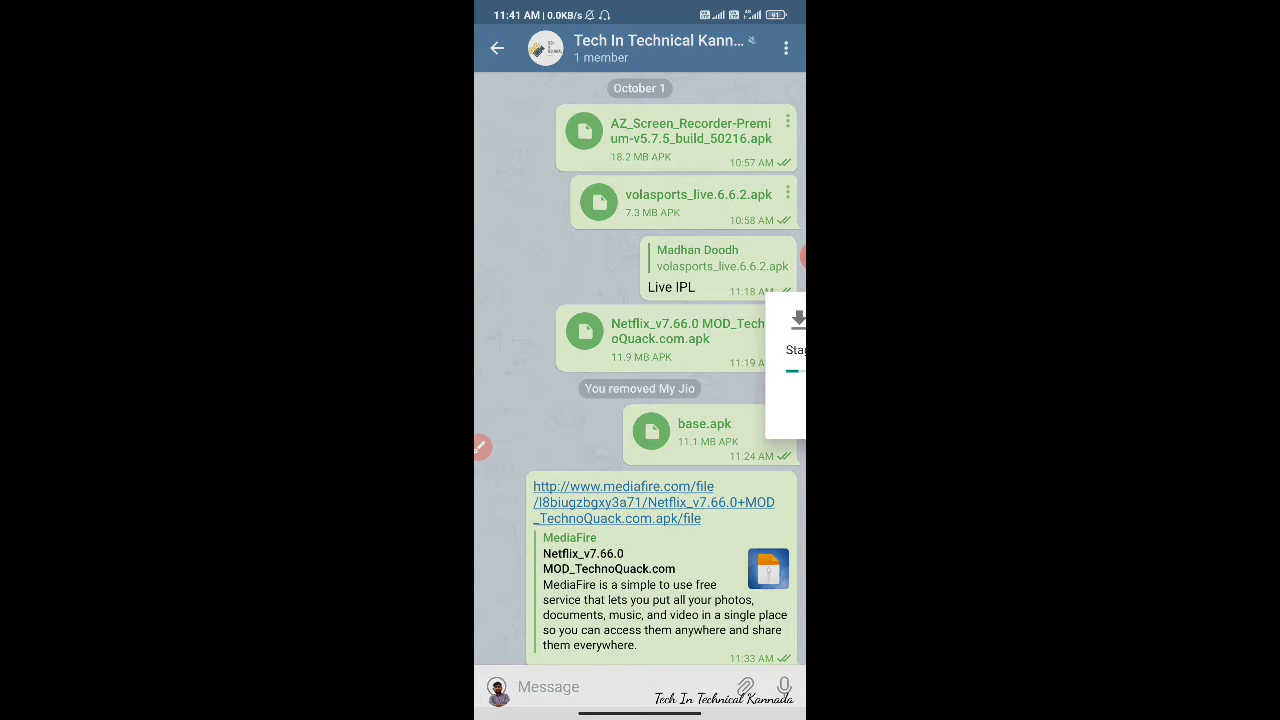 11:41 AM | 0.0KB/s
91
Tech In Technical Kann...
1 member
October 1
AZ_Screen_Recorder-Premi
um-v5.7.5_build_50216.apk
18.2 MB APK
10:57 AM
volasports_live.6.6.2.apk
7.3 MB APK
10:58 AM
Madhan Doodh
volasports_live.6.6.2.apk
Live IPL
11:18 AM
Netflix_v7.66.0 MOD_Tech
oQuack.com.apk
11.9 MB APK
11:19 A
Sta
You removed My Jio
base.apk
11.1 MB APK
11:24 AM
http://www.mediafire.com/file
/l8biugzbgxy3a71/Netflix_v7.66.0+MOD
_TechnoQuack.com.apk/file
MediaFire
Netflix_v7.66.0
MOD_TechnoQuack.com
MediaFire is a simple to use free
service that lets you put all your photos,
documents, music, and video in a single place
so you can access them anywhere and share
them everywhere.
11:33 AM
Message
Tech In Technical Kannada